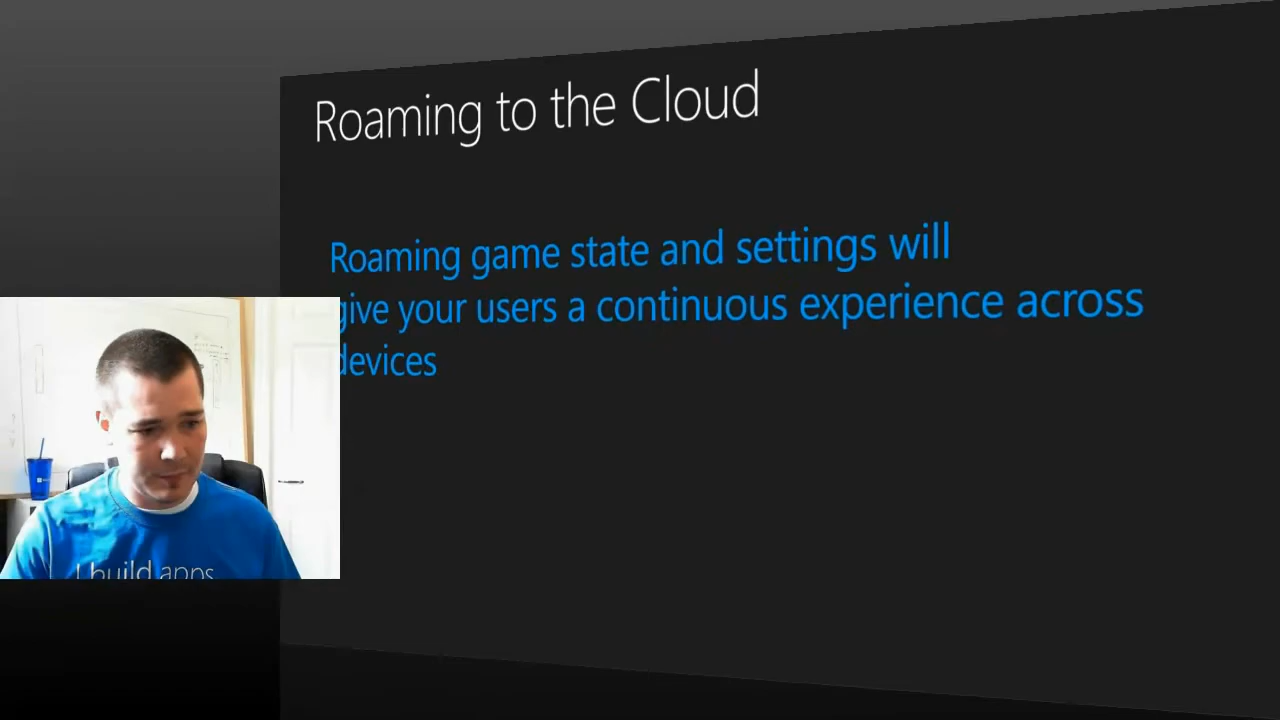 Roaming to the Cloud
Roaming game state and settings will
give your users a continuous experience across
devices
I build apps